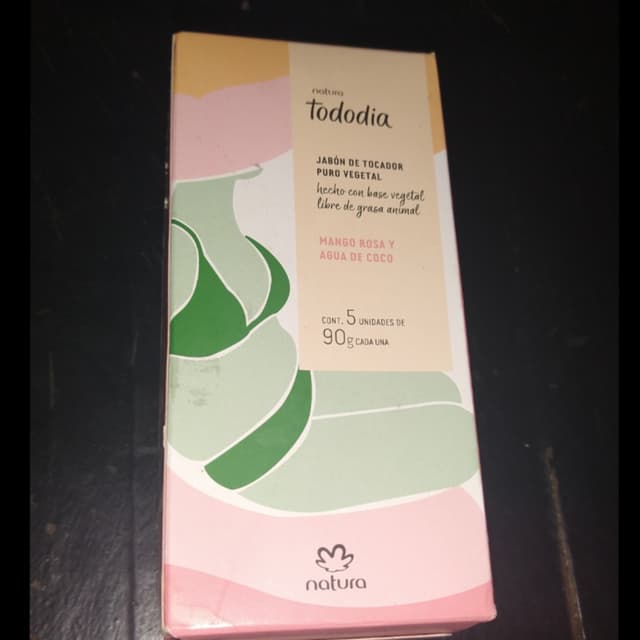 natura
tododia
JABÓN DE TOCADOR
PURO VEGETAL
hecho con base vegetal
libre de grasa animal
MANGO ROSA Y
AGUA DE COCO
CONT. 5 UNIDADES DE
90g CADA UNA
natura